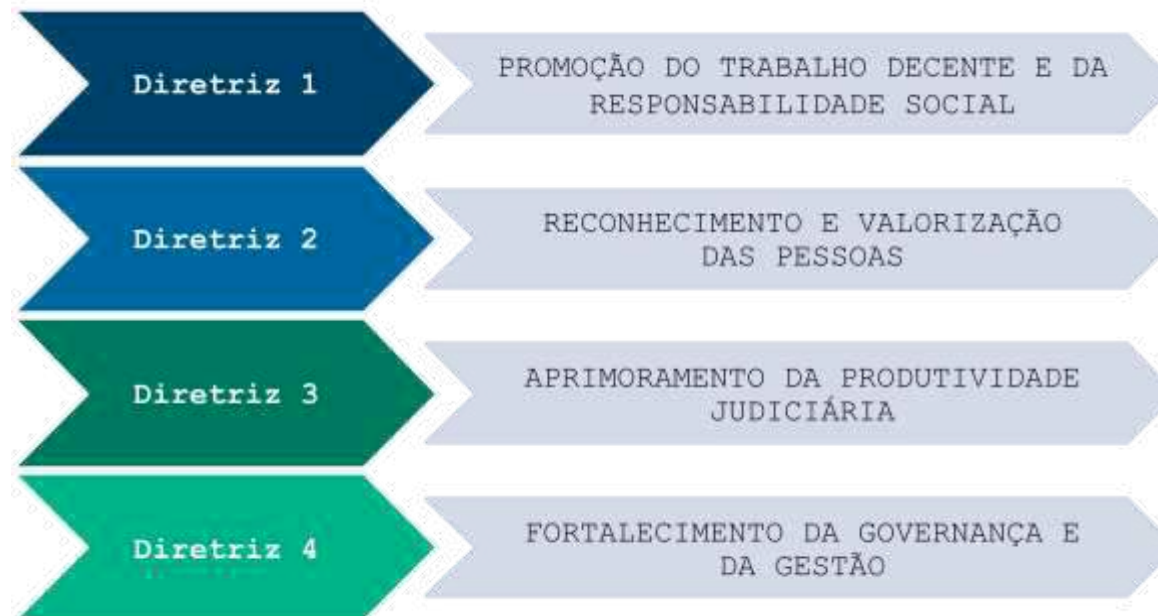 Diretriz 1
PROMOÇÃO DO TRABALHO DECENTE E DA
RESPONSABILIDADE SOCIAL
Diretriz 2
RECONHECIMENTO E VALORIZAÇÃO
DAS PESSOAS
Diretriz 3
APRIMORAMENTO DA PRODUTIVIDADE
JUDICIÁRIA
Diretriz 4
FORTALECIMENTO DA GOVERNANÇA E
DA GESTÃO